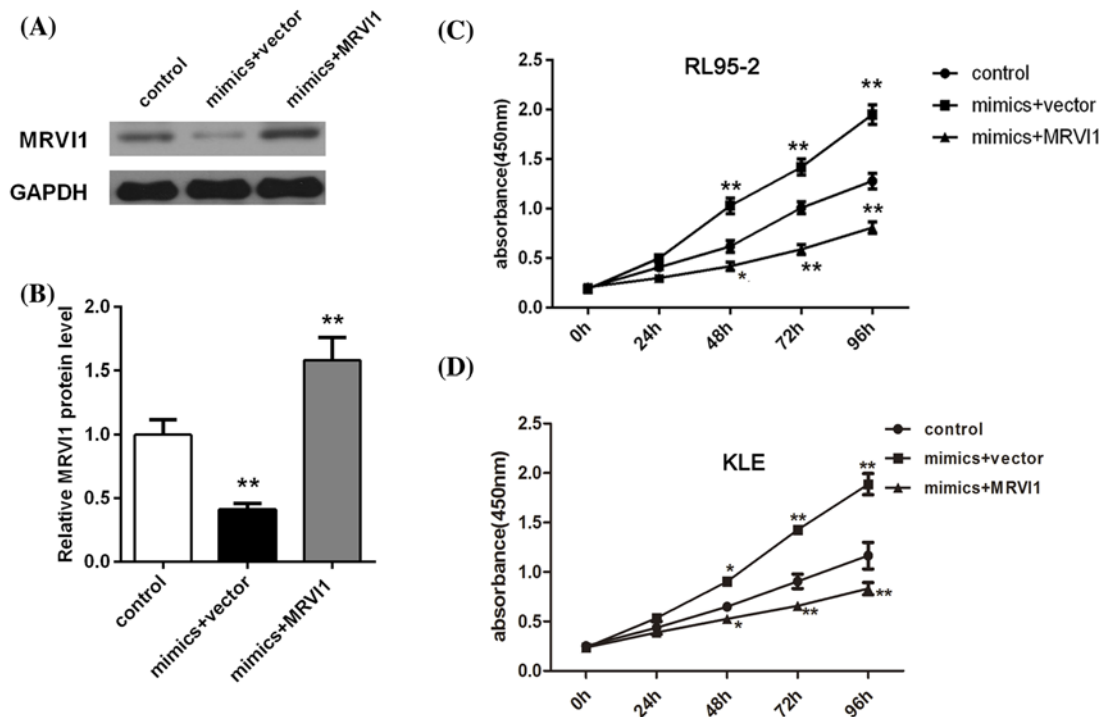 (A)
control
mimics+vector
mimics+MRVI1
MRVI1
GAPDH
(B)
Relative MRVI1 protein level
2.0
1.5
1.0
0.5
0.0
**
**
control
mimics+vector
mimics+MRVI1
(C)
RL95-2
control
mimics+vector
mimics+MRVI1
absorbance(450nm)
2.5
2.0
1.5
1.0
0.5
0.0
**
**
**
*
**
**
0h
24h
48h
72h
96h
(D)
KLE
control
mimics+vector
mimics+MRVI1
absorbance(450nm)
2.5
2.0
1.5
1.0
0.5
0.0
*
**
**
*
**
**
0h
24h
48h
72h
96h